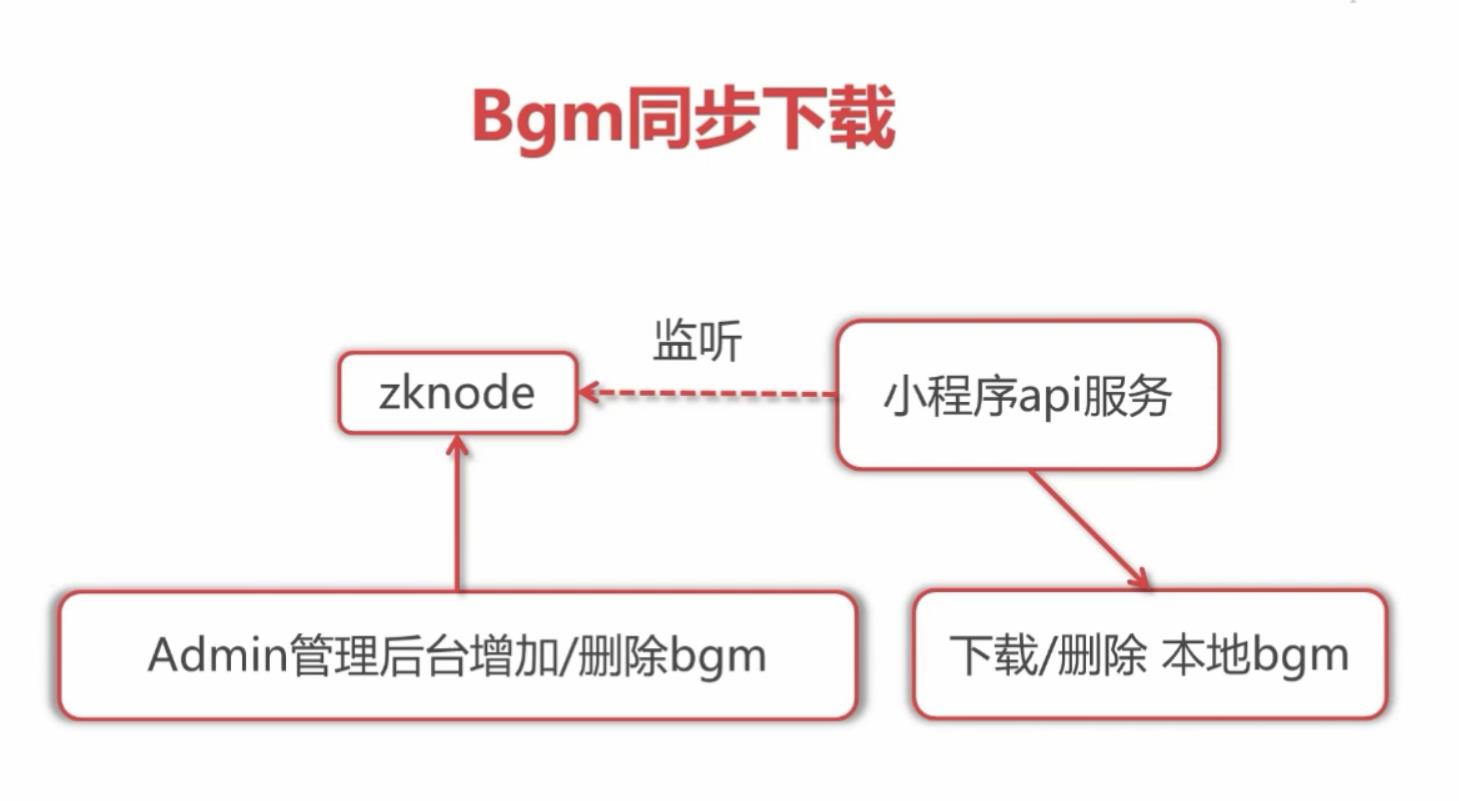 Bgm同步下载
监听
zknode
小程序api服务
Admin管理后台增加/删除bgm
下载/删除 本地bgm